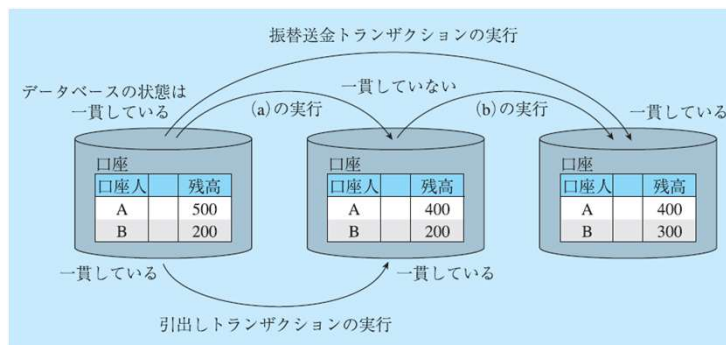 振替送金トランザクションの実行
データベースの状態は
一貫している
一貫していない
(a)の実行
(b)の実行
一貫している
口座
口座人 残高
A 500
B 200
口座
口座人 残高
A 400
B 200
口座
口座人 残高
A 400
B 300
一貫している
一貫している
引出しトランザクションの実行